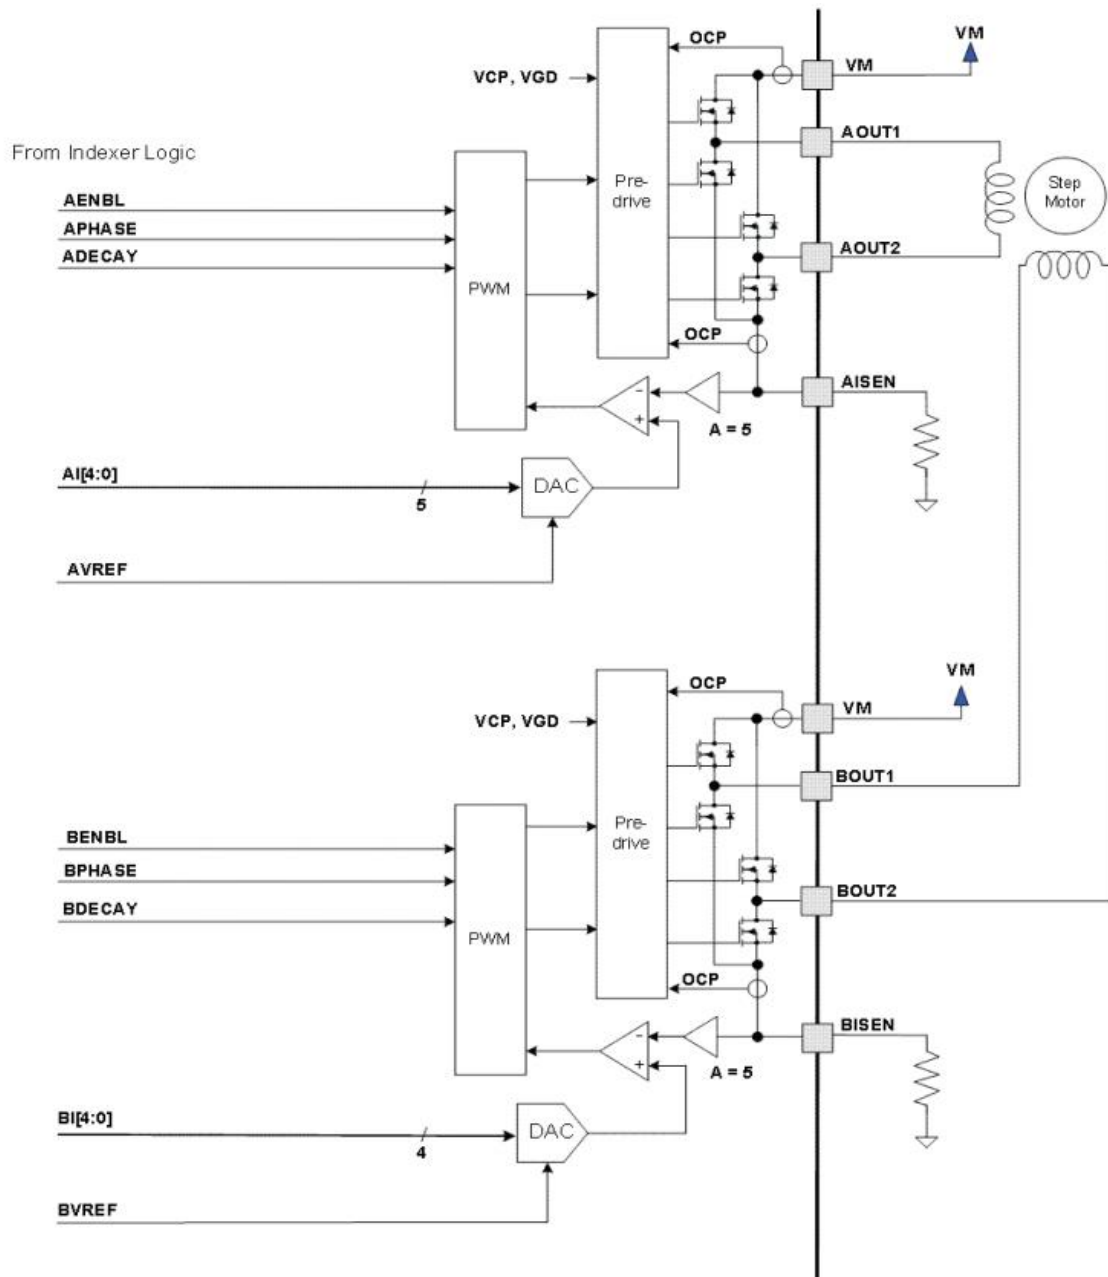 OCP
VM
VCP, VGD
VM
AOUT1
From Indexer Logic
Pre-
drive
Step
Motor
AENBL
APHASE
ADECAY
AOUT2
PWM
OCP
-
+
A = 5
AISEN
AI[4:0]
5
DAC
AVREF
OCP
VM
VCP, VGD
VM
BOUT1
Pre-
drive
BENBL
BPHASE
BDECAY
BOUT2
PWM
OCP
-
+
A = 5
BISEN
BI[4:0]
4
DAC
BVREF